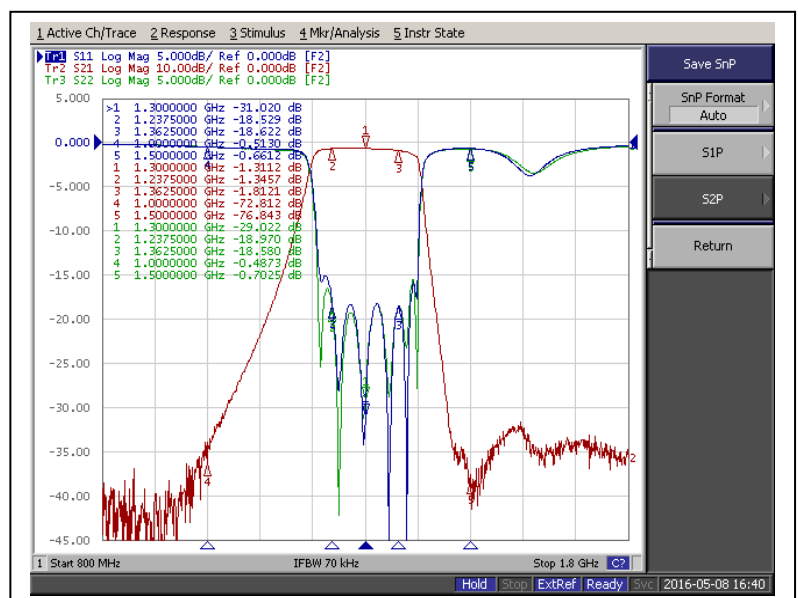 1 Active Ch/Trace 2 Response 3 Stimulus 4 Mkr/Analysis 5 Instr State
Tr1 S11 Log Mag 5.000dB/ Ref 0.000dB [F2]
Tr2 S21 Log Mag 10.00dB/ Ref 0.000dB [F2]
Tr3 S22 Log Mag 5.000dB/ Ref 0.000dB [F2]
5.000
0.000
-5.000
-10.00
-15.00
-20.00
-25.00
-30.00
-35.00
-40.00
-45.00
>1 1.3000000 GHz -31.020 dB
2 1.2375000 GHz -18.529 dB
3 1.3625000 GHz -18.622 dB
4 1.0000000 GHz -0.5130 dB
5 1.5000000 GHz -0.6612 dB
1 1.3000000 GHz -1.3112 dB
2 1.2375000 GHz -1.3457 dB
3 1.3625000 GHz -1.8121 dB
4 1.0000000 GHz -72.812 dB
5 1.5000000 GHz -76.843 dB
1 1.3000000 GHz -29.022 dB
2 1.2375000 GHz -18.970 dB
3 1.3625000 GHz -18.580 dB
4 1.0000000 GHz -0.4873 dB
5 1.5000000 GHz -0.7025 dB
1
2
3
5
3
4
2
1 Start 800 MHz IFBW 70 kHz Stop 1.8 GHz C?
Save SnP
SnP Format
Auto
S1P
S2P
Return
Hold Stop ExtRef Ready Svc 2016-05-08 16:40